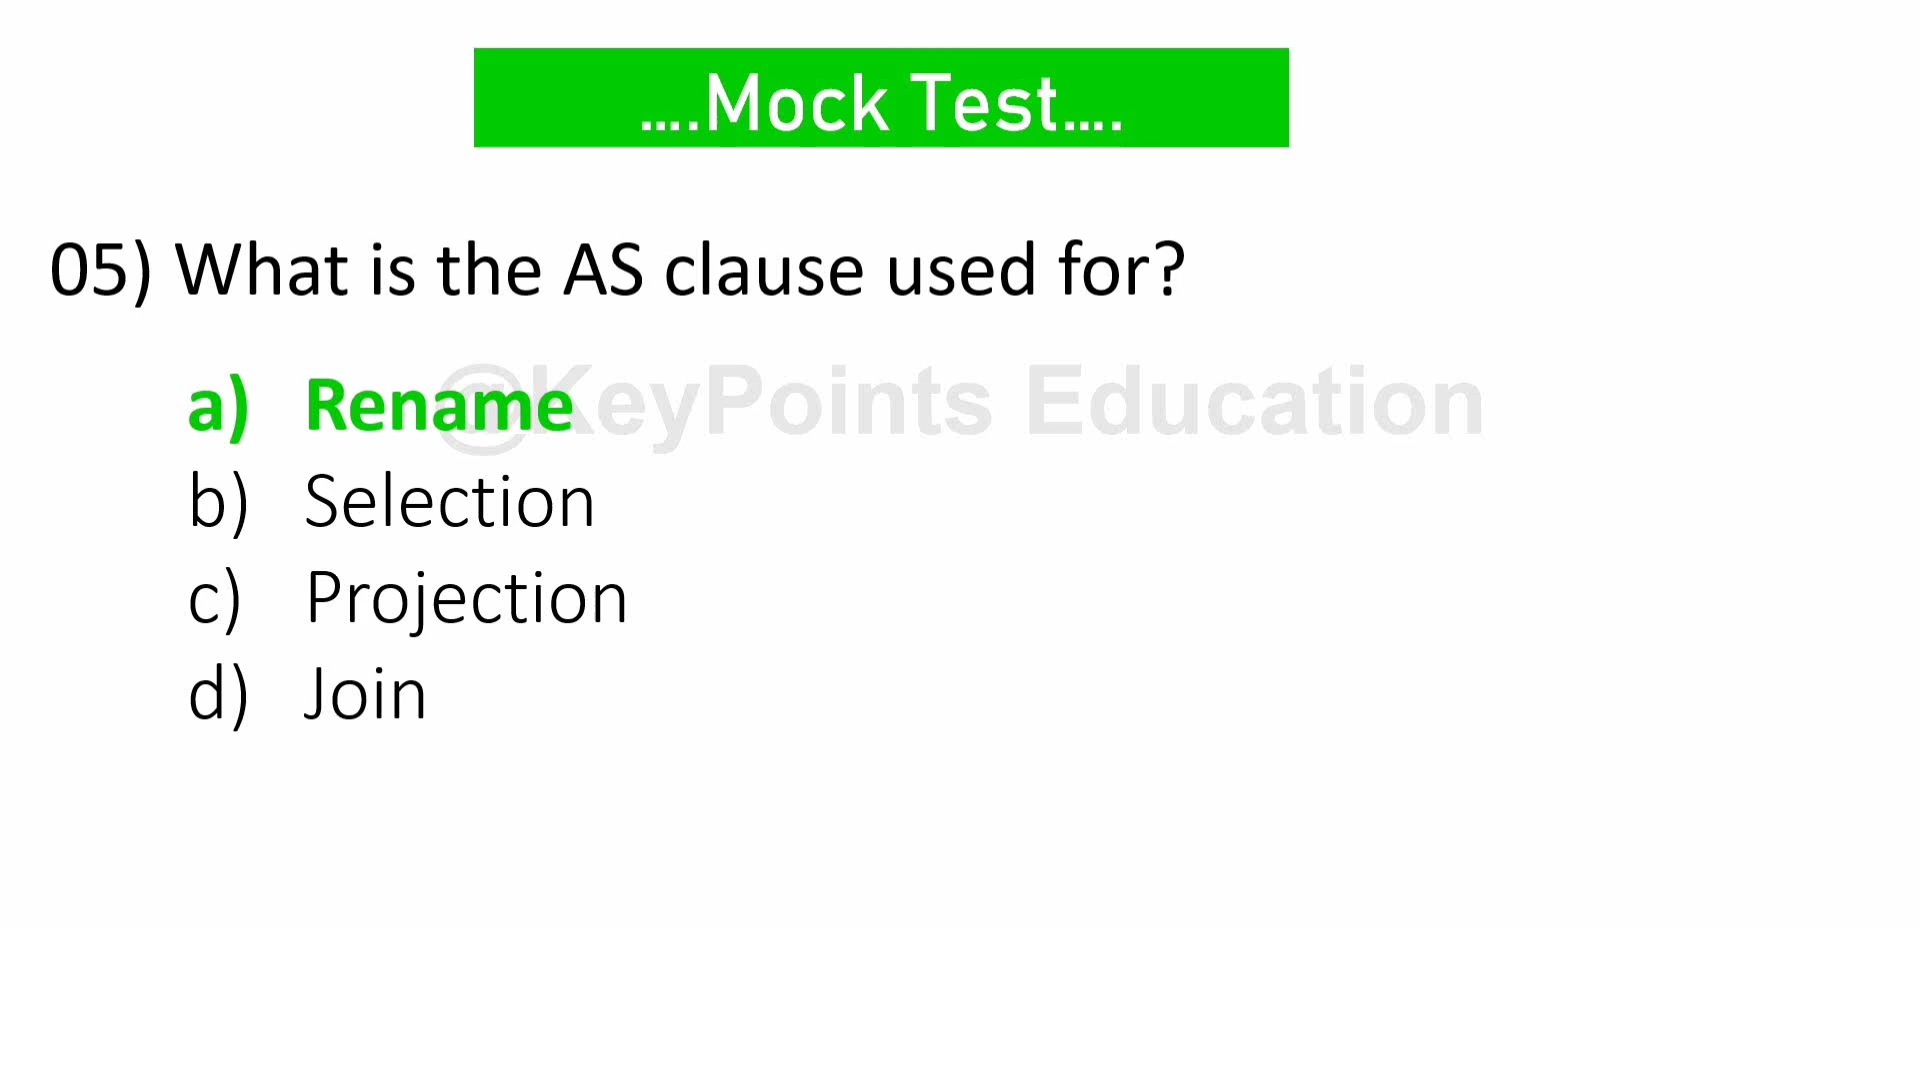 ....Mock Test....
05) What is the AS clause used for?
@KeyPoints Education
a) Rename
b) Selection
c) Projection
d) Join